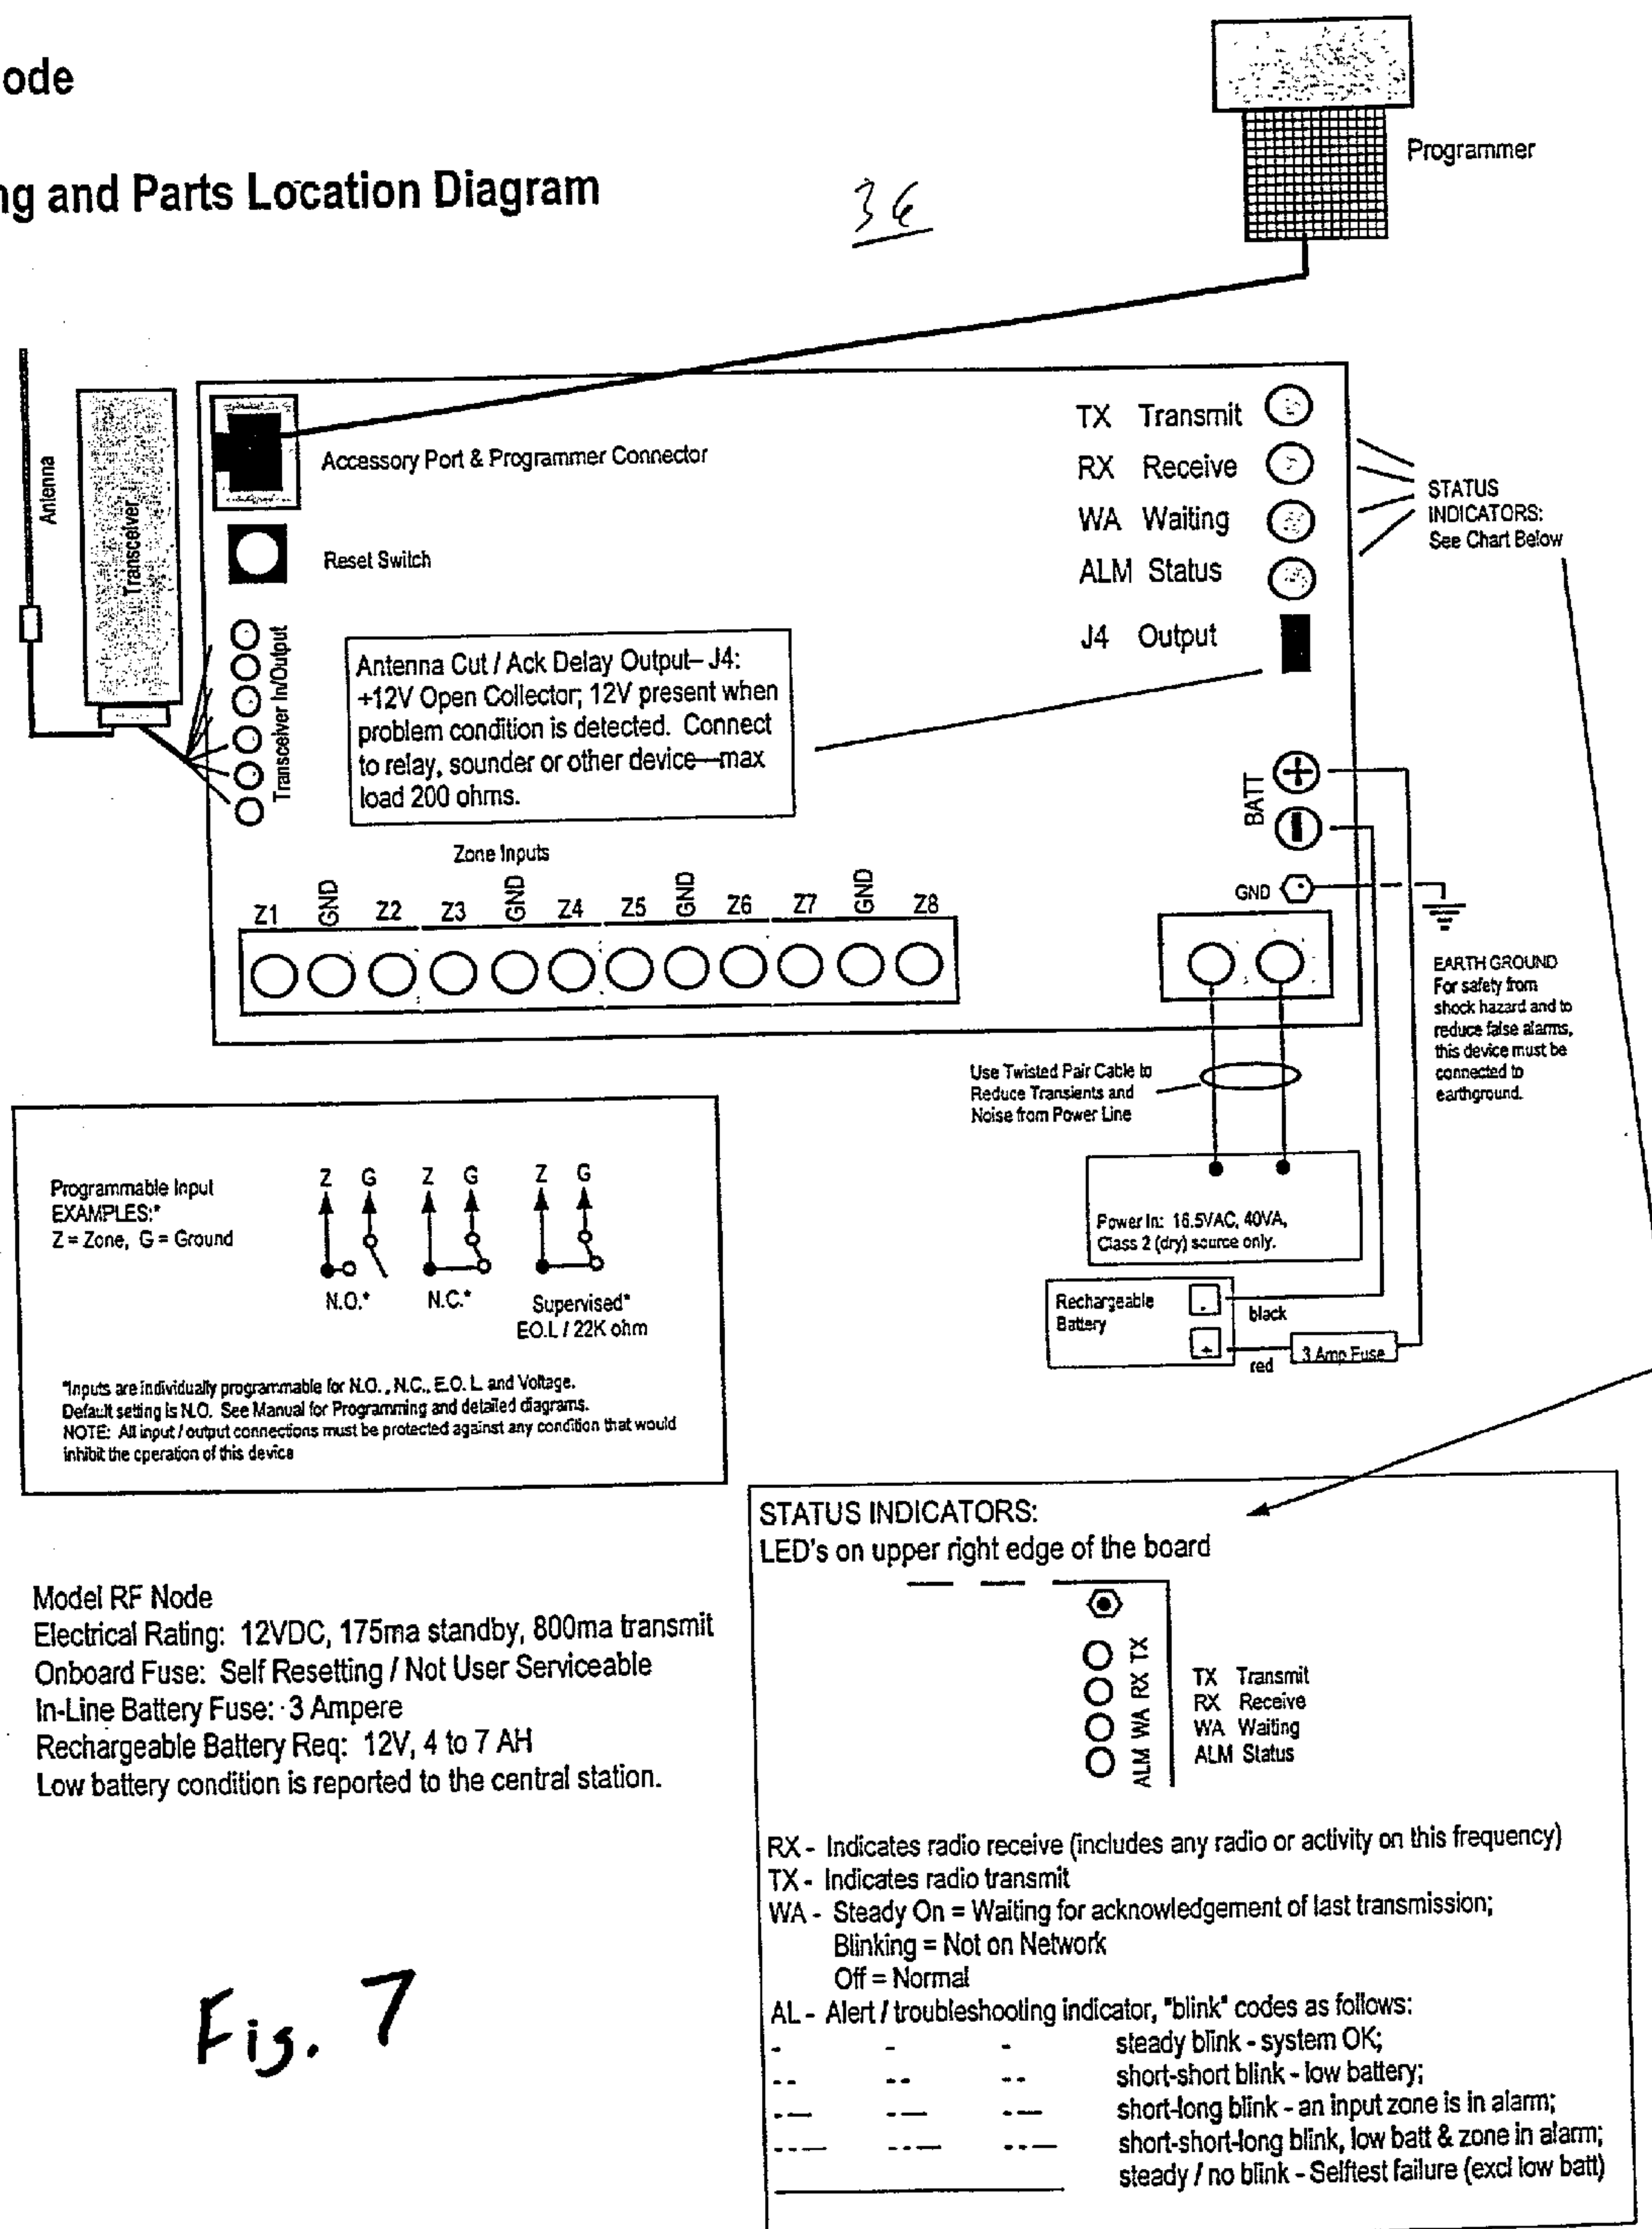 ode
ng and Parts Location Diagram
36
Programmer
Antenna
Transceiver
Accessory Port & Programmer Connector
Reset Switch
Transceiver In/Output
TX Transmit
RX Receive
WA Waiting
ALM Status
J4 Output
STATUS
INDICATORS:
See Chart Below
Antenna Cut / Ack Delay Output– J4:
+12V Open Collector; 12V present when
problem condition is detected. Connect
to relay, sounder or other device—max
load 200 ohms.
BATT
+
-
GND
Zone Inputs
Z1 GND Z2 Z3 GND Z4 Z5 GND Z6 Z7 GND Z8
EARTH GROUND
For safety from
shock hazard and to
reduce false alarms,
this device must be
connected to
earthground.
Use Twisted Pair Cable to
Reduce Transients and
Noise from Power Line
Power In: 16.5VAC, 40VA,
Class 2 (dry) source only.
Rechargeable
Battery
-
black
+
red
3 Amp Fuse
Programmable Input
EXAMPLES:*
Z = Zone, G = Ground
Z G Z G Z G
N.O.* N.C.* Supervised*
EO.L / 22K ohm
*Inputs are individually programmable for N.O., N.C., E.O. L. and Voltage.
Default setting is N.O. See Manual for Programming and detailed diagrams.
NOTE: All input / output connections must be protected against any condition that would
inhibit the operation of this device
Model RF Node
Electrical Rating: 12VDC, 175ma standby, 800ma transmit
Onboard Fuse: Self Resetting / Not User Serviceable
In-Line Battery Fuse: 3 Ampere
Rechargeable Battery Req: 12V, 4 to 7 AH
Low battery condition is reported to the central station.
STATUS INDICATORS:
LED's on upper right edge of the board
ALM WA RX TX
TX Transmit
RX Receive
WA Waiting
ALM Status
RX - Indicates radio receive (includes any radio or activity on this frequency)
TX - Indicates radio transmit
WA - Steady On = Waiting for acknowledgement of last transmission;
Blinking = Not on Network
Off = Normal
AL - Alert / troubleshooting indicator, "blink" codes as follows:
- - - steady blink - system OK;
-- -- -- short-short blink - low battery;
-— -— -— short-long blink - an input zone is in alarm;
--— --— --— short-short-long blink, low batt & zone in alarm;
steady / no blink - Selftest failure (excl low batt)
Fig. 7